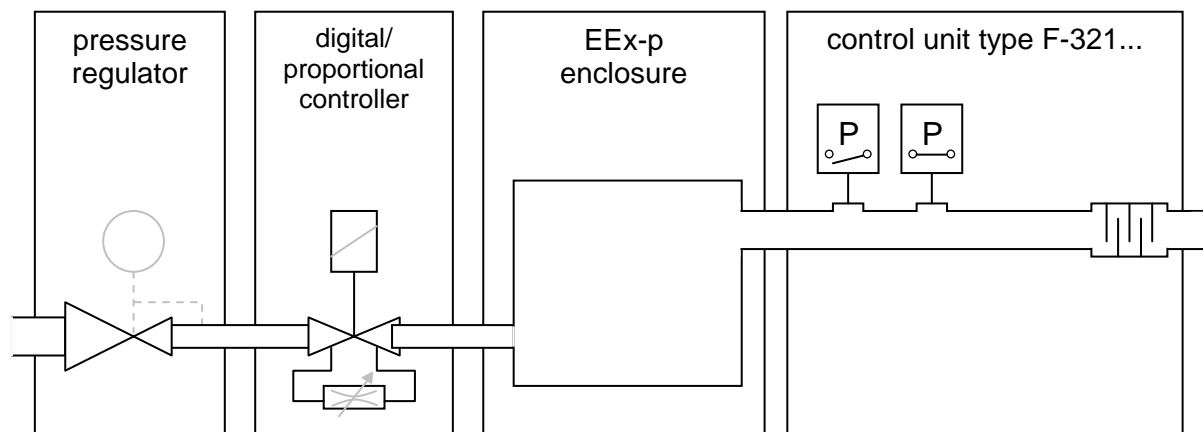 pressure
regulator
digital/
proportional
controller
EEx-p
enclosure
control unit type F-321...
P
P